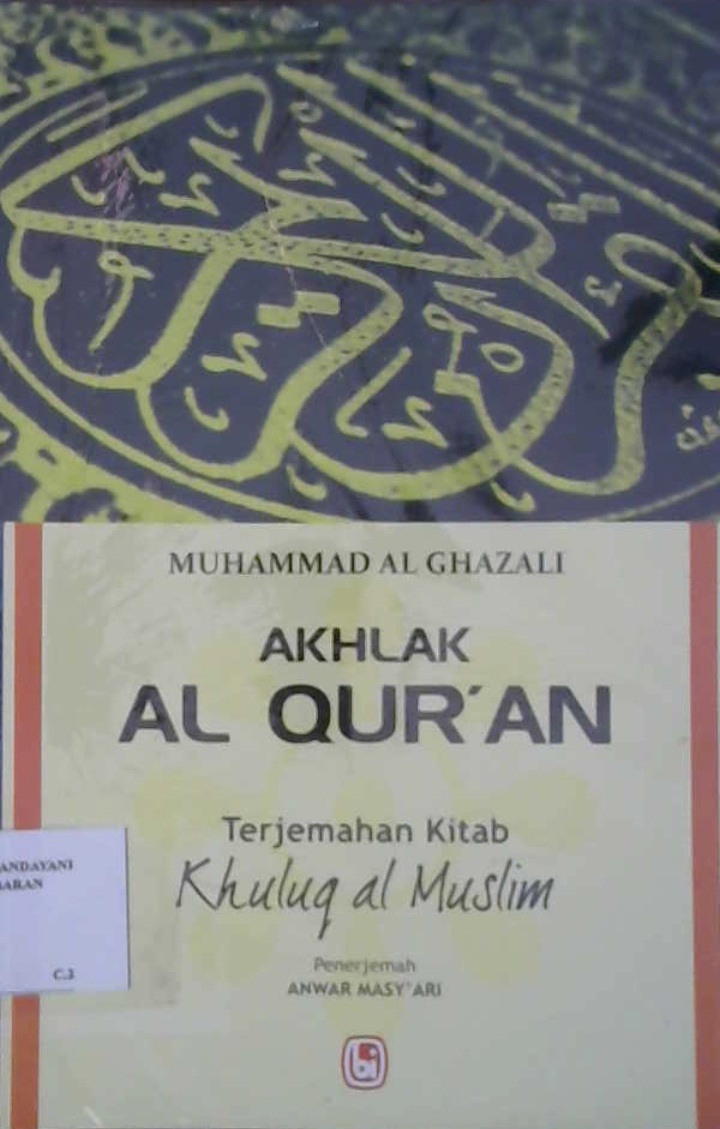 MUHAMMAD AL GHAZALI
AKHLAK
AL QUR'AN
Terjemahan Kitab
Khuluq al Muslim
Penerjemah
ANWAR MASY'ARI
ANDAYANI
ARAN
C.3